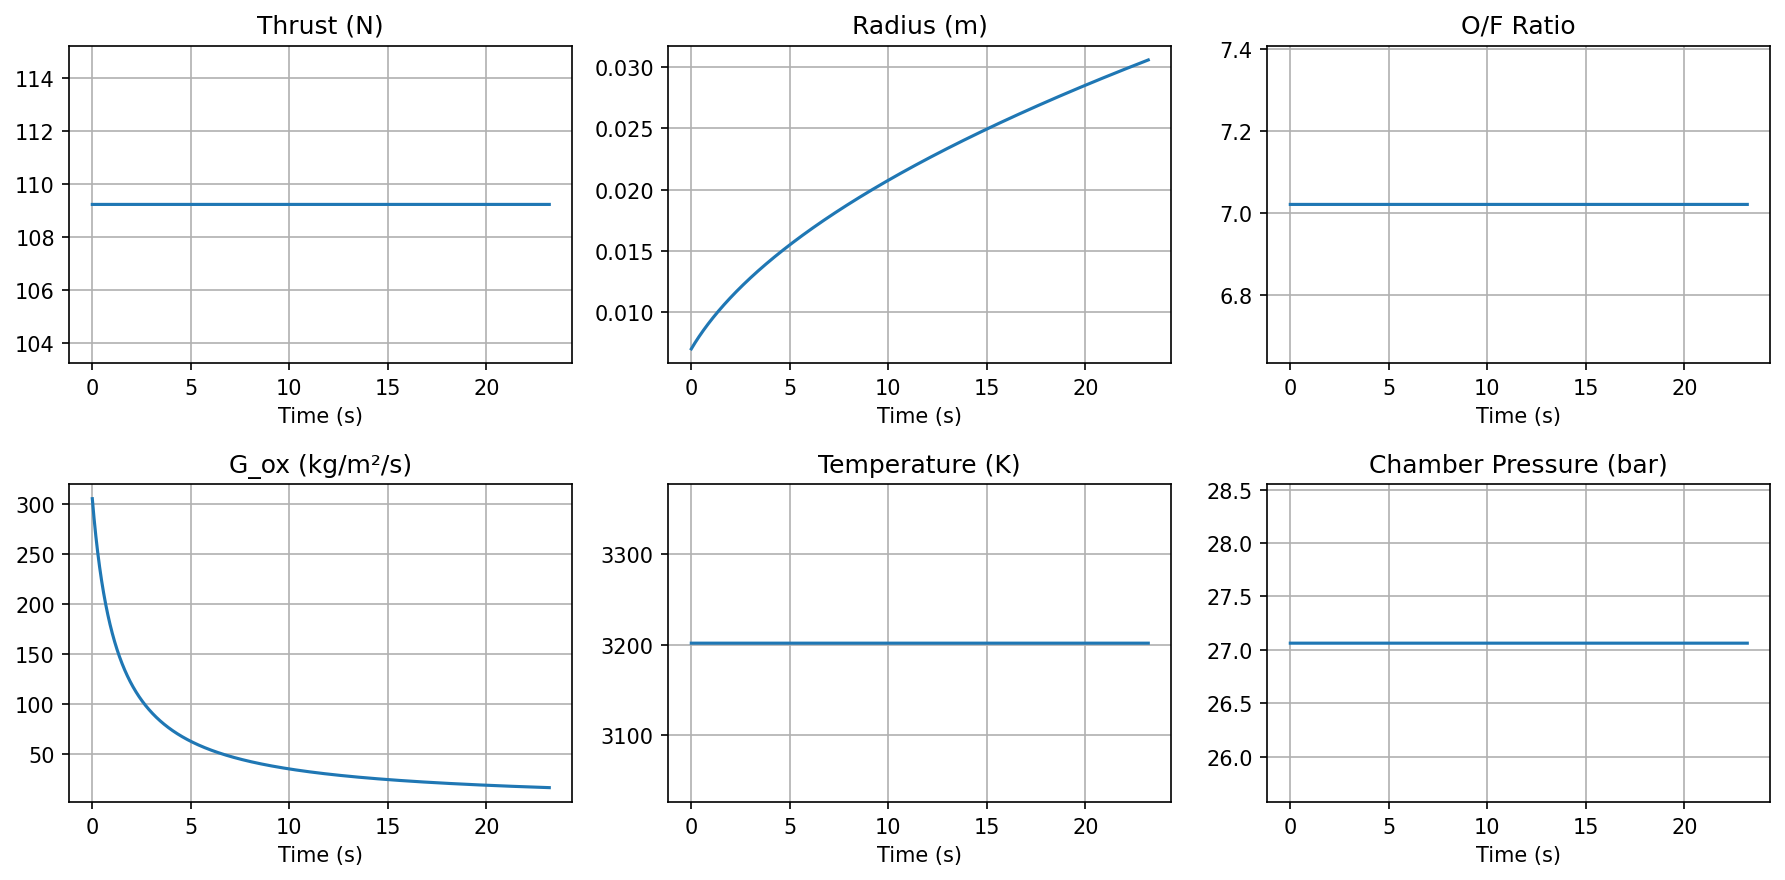 Thrust (N)
114
112
110
108
106
104
0 5 10 15 20
Time (s)
Radius (m)
0.030
0.025
0.020
0.015
0.010
0 5 10 15 20
Time (s)
O/F Ratio
7.4
7.2
7.0
6.8
0 5 10 15 20
Time (s)
G_ox (kg/m²/s)
300
250
200
150
100
50
0 5 10 15 20
Time (s)
Temperature (K)
3300
3200
3100
0 5 10 15 20
Time (s)
Chamber Pressure (bar)
28.5
28.0
27.5
27.0
26.5
26.0
0 5 10 15 20
Time (s)